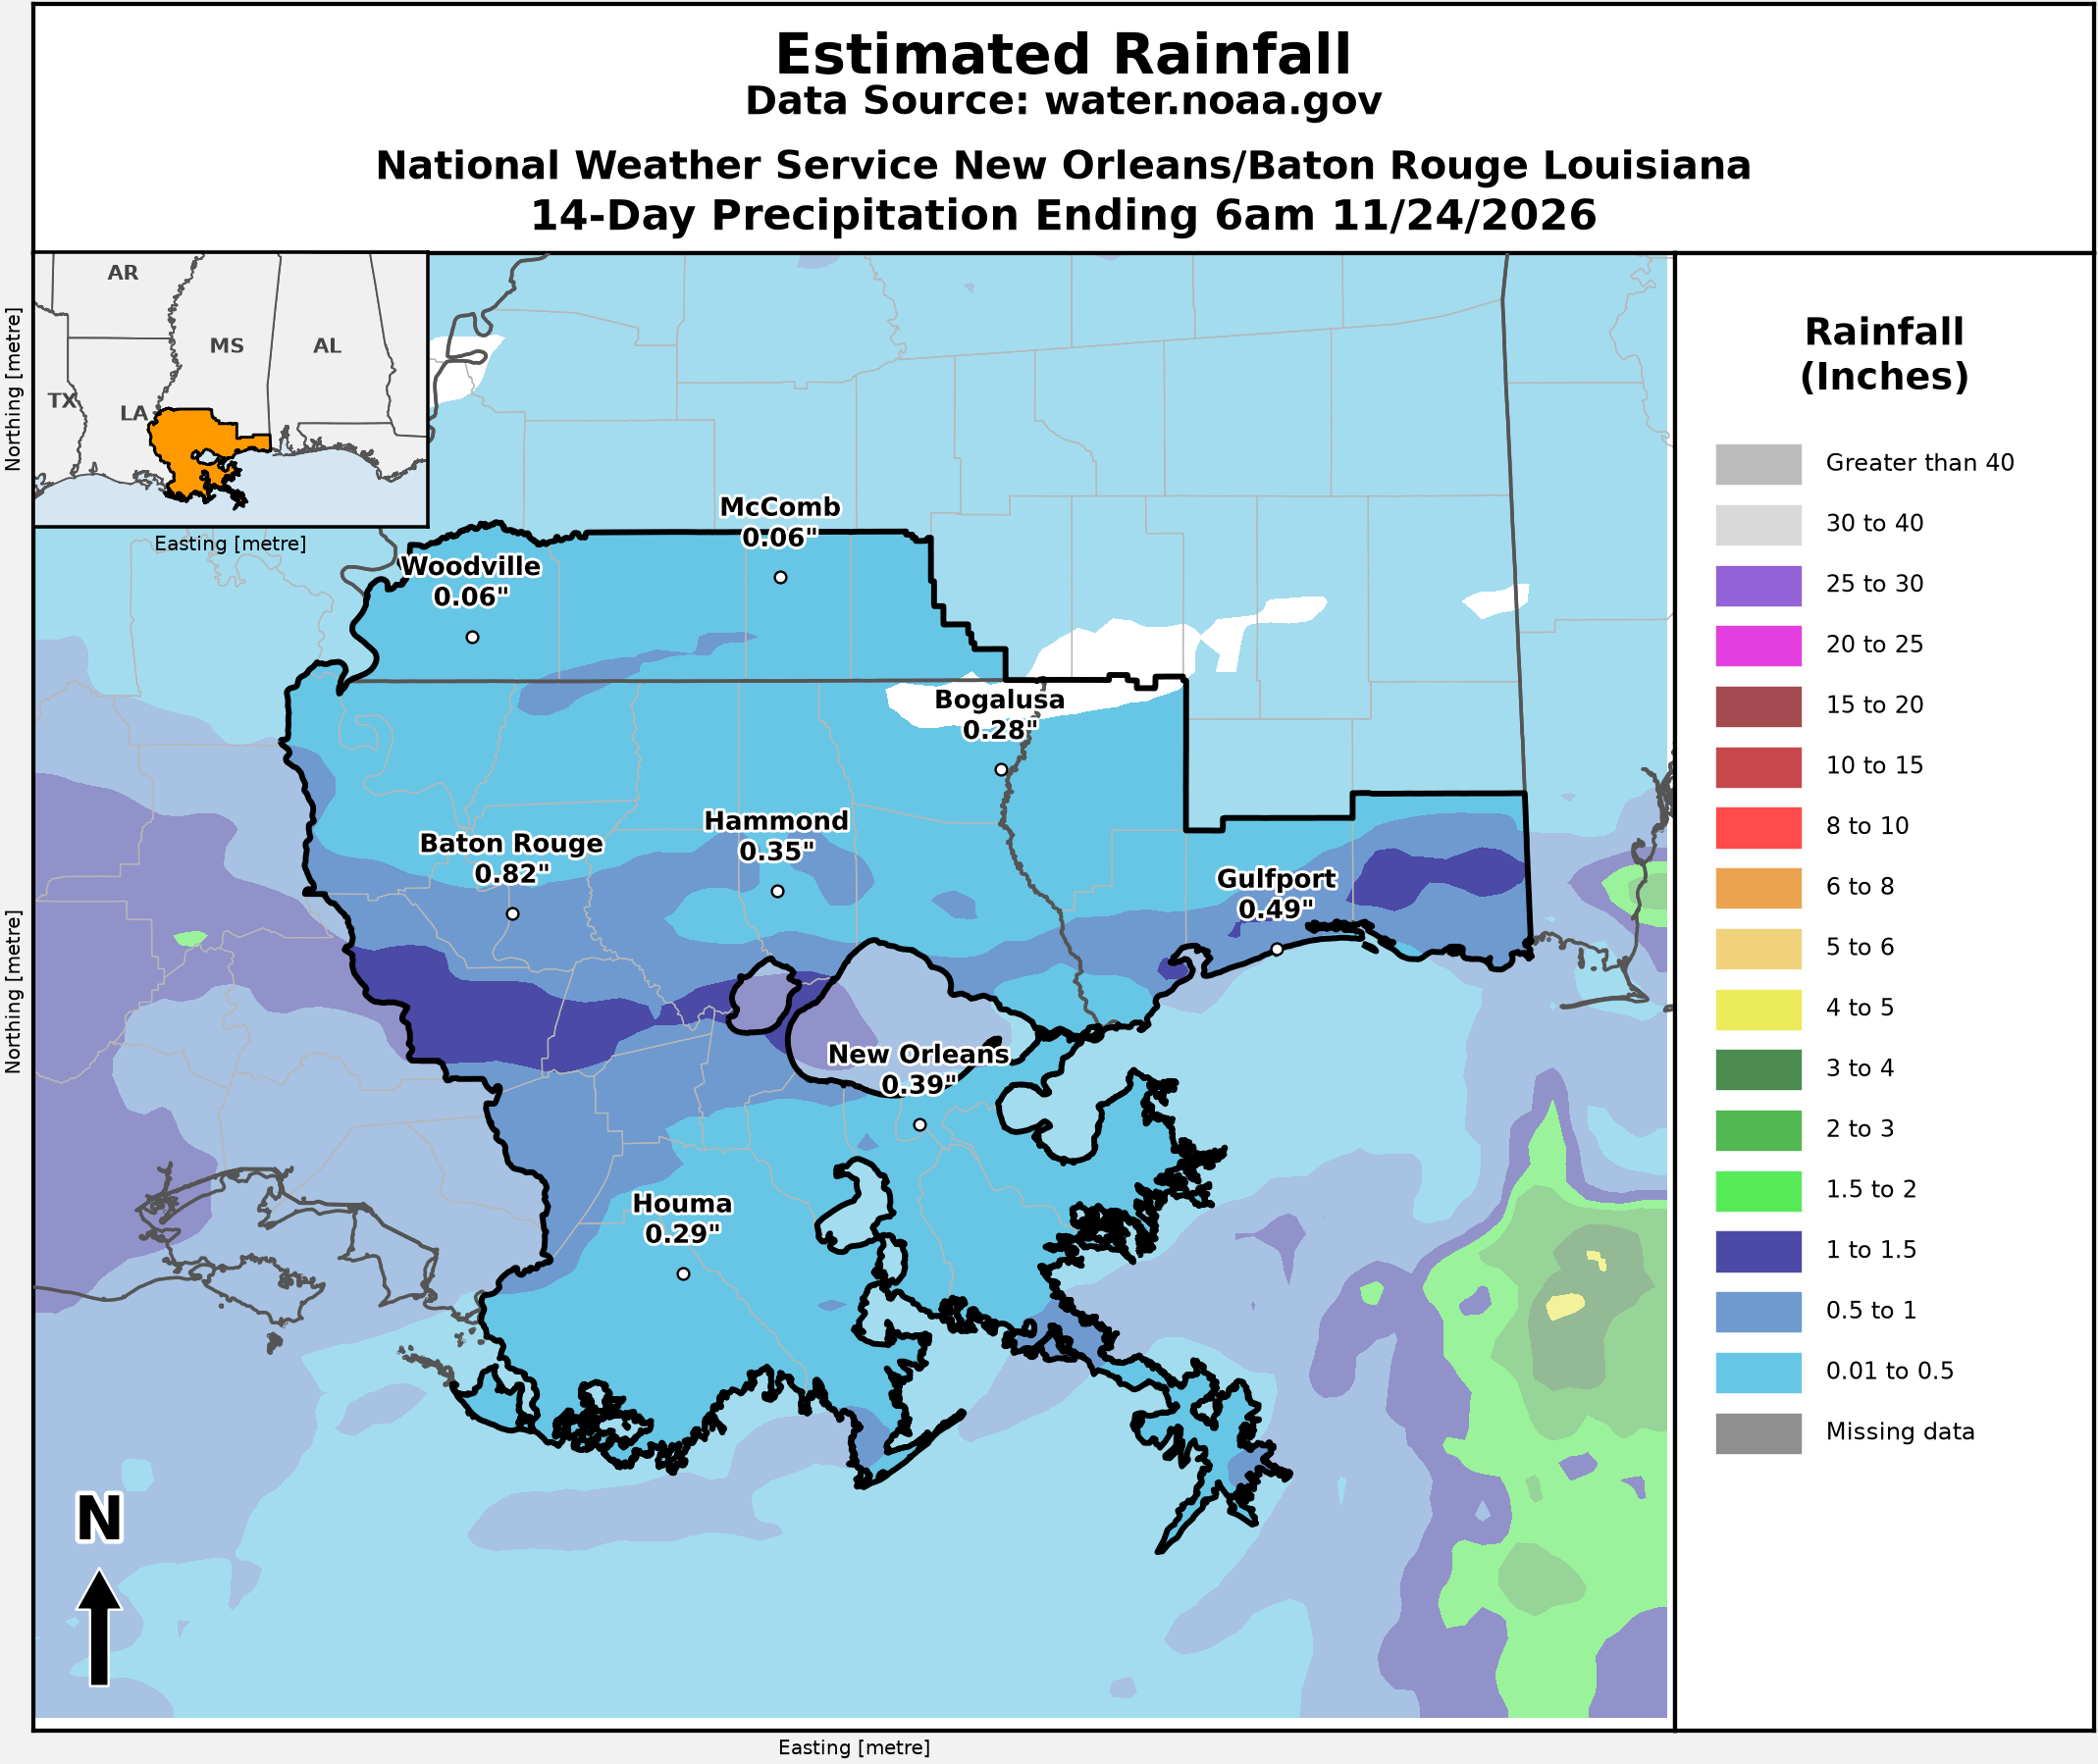 Estimated Rainfall
Data Source: water.noaa.gov
National Weather Service New Orleans/Baton Rouge Louisiana
14-Day Precipitation Ending 6am 11/24/2026
AR
MS
AL
TX
LA
Easting [metre]
Northing [metre]
McComb
0.06"
Woodville
0.06"
Bogalusa
0.28"
Hammond
0.35"
Baton Rouge
0.82"
Gulfport
0.49"
New Orleans
0.39"
Houma
0.29"
N
Northing [metre]
Easting [metre]
Rainfall
(Inches)
Greater than 40
30 to 40
25 to 30
20 to 25
15 to 20
10 to 15
8 to 10
6 to 8
5 to 6
4 to 5
3 to 4
2 to 3
1.5 to 2
1 to 1.5
0.5 to 1
0.01 to 0.5
Missing data